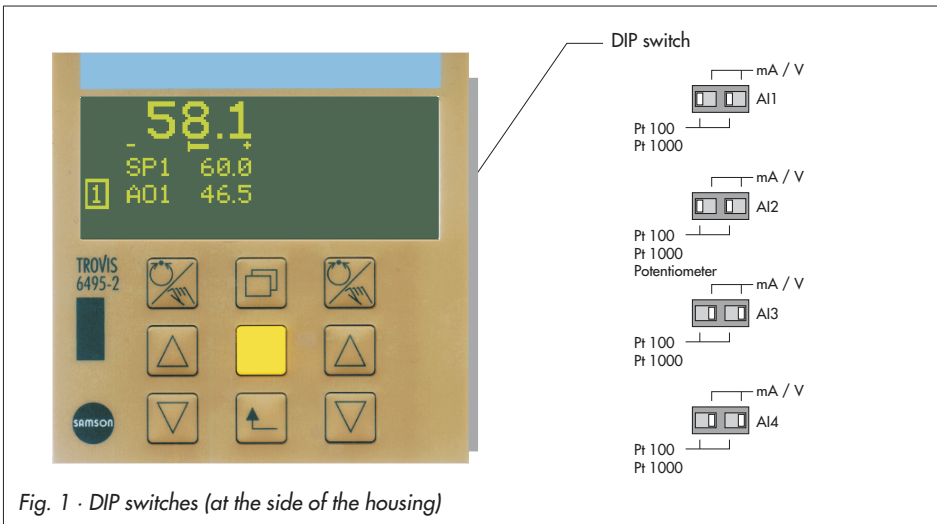 DIP switch
58.1
- +
SP1 60.0
1 AO1 46.5
TROVIS
6495-2
SAMSON
mA / V
AI1
Pt 100
Pt 1000
mA / V
AI2
Pt 100
Pt 1000
Potentiometer
mA / V
AI3
Pt 100
Pt 1000
mA / V
AI4
Pt 100
Pt 1000
Fig. 1 · DIP switches (at the side of the housing)